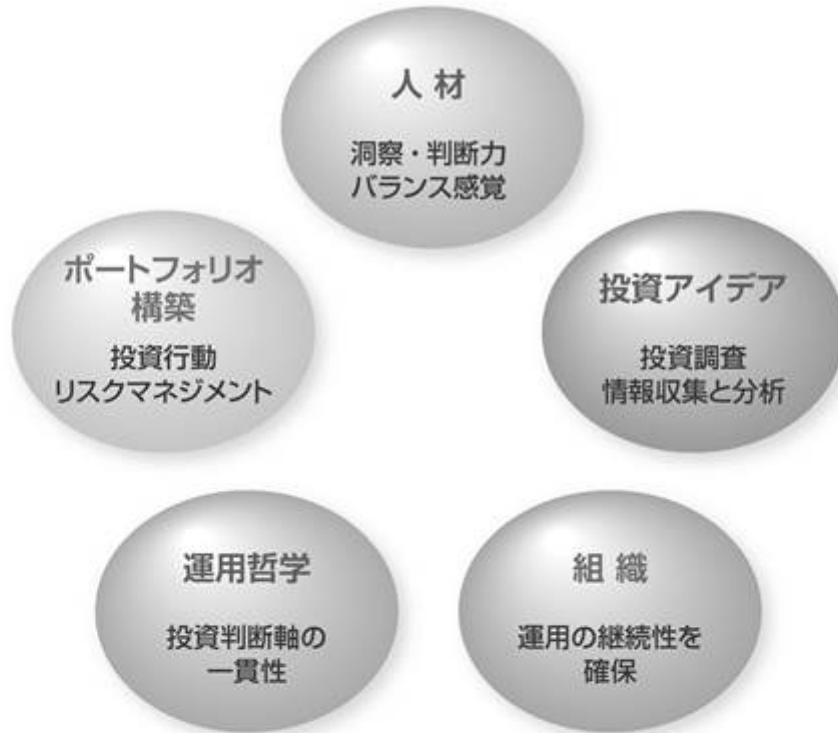 人 材
洞察・判断力
バランス感覚
ポートフォリオ
構築
投資行動
リスクマネジメント
投資アイデア
投資調査
情報収集と分析
運用哲学
投資判断軸の
一貫性
組 織
運用の継続性を
確保